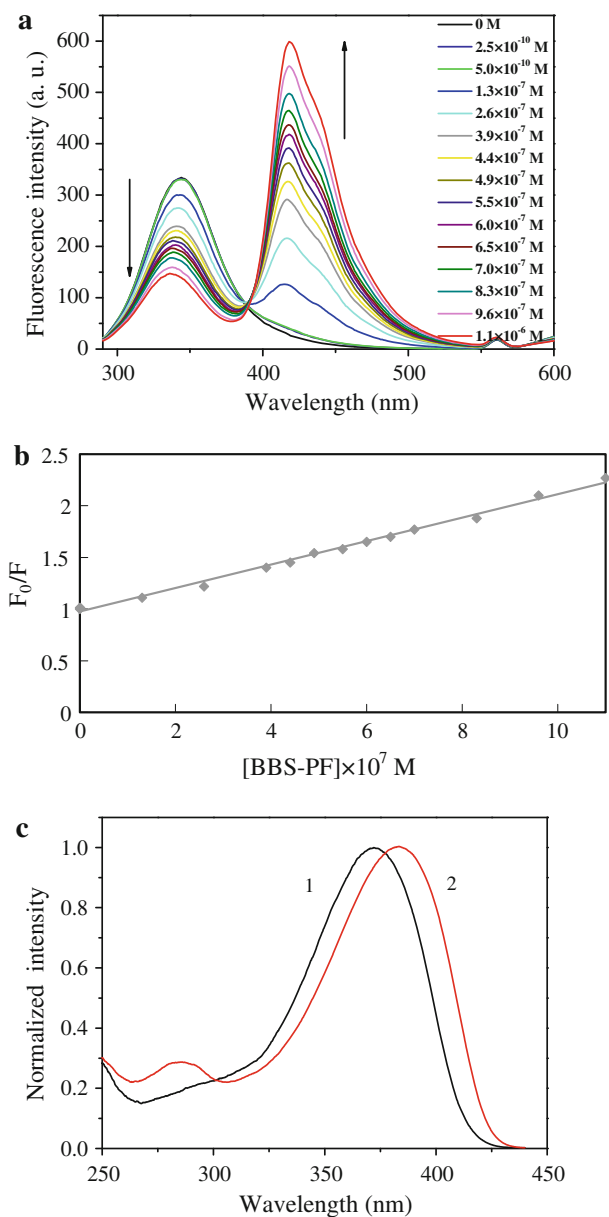 a
600
500
400
300
200
100
0
Fluorescence intensity (a. u.)
0 M
2.5×10⁻¹⁰ M
5.0×10⁻¹⁰ M
1.3×10⁻⁷ M
2.6×10⁻⁷ M
3.9×10⁻⁷ M
4.4×10⁻⁷ M
4.9×10⁻⁷ M
5.5×10⁻⁷ M
6.0×10⁻⁷ M
6.5×10⁻⁷ M
7.0×10⁻⁷ M
8.3×10⁻⁷ M
9.6×10⁻⁷ M
1.1×10⁻⁶ M
300 400 500 600
Wavelength (nm)
b
2.5
2
1.5
1
0.5
0
F₀/F
0 2 4 6 8 10
[BBS-PF]×10⁷ M
c
1.0
0.8
0.6
0.4
0.2
0.0
Normalized intensity
1 2
250 300 350 400 450
Wavelength (nm)